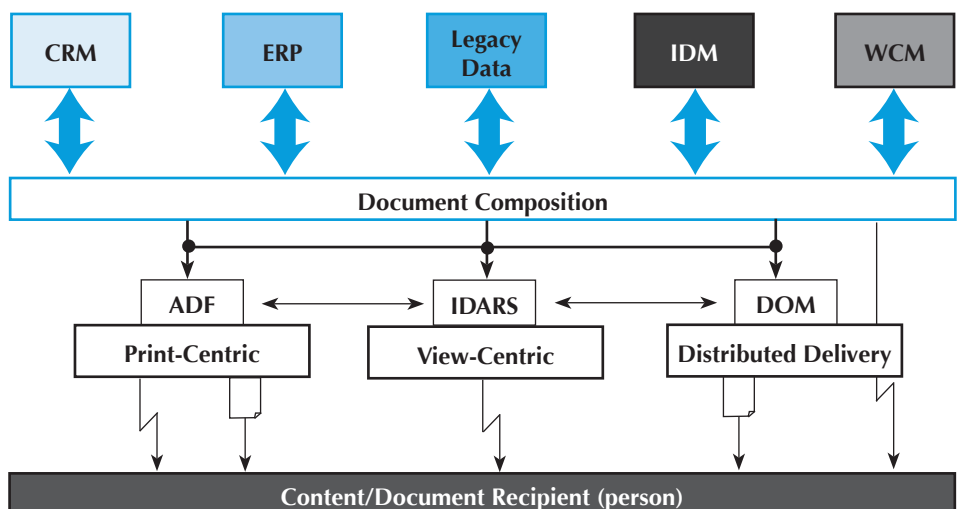 CRM
ERP
Legacy
Data
IDM
WCM
Document Composition
ADF
IDARS
DOM
Print-Centric
View-Centric
Distributed Delivery
Content/Document Recipient (person)